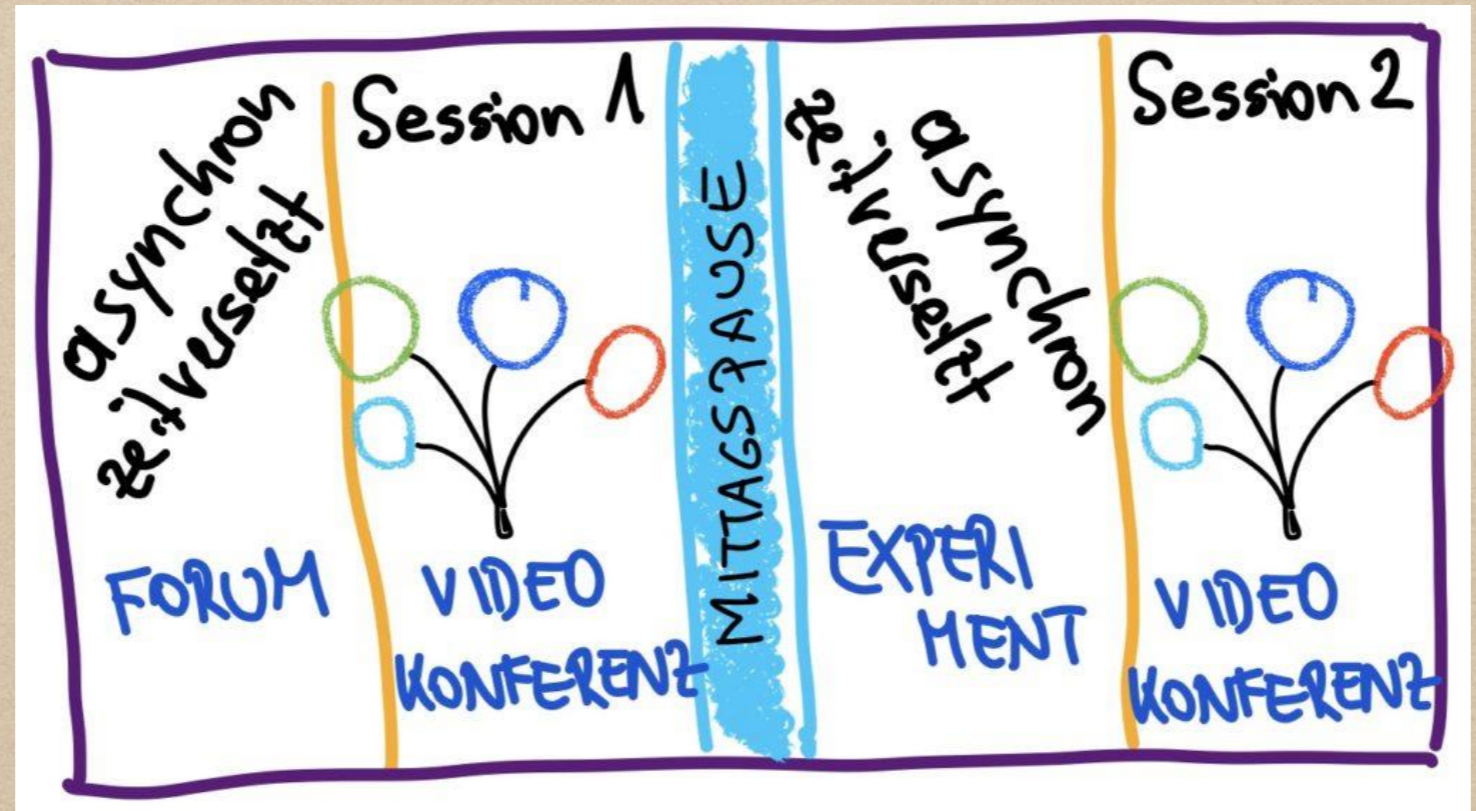 asynchron
zeitversetzt
FORUM
Session 1
VIDEO
KONFERENZ
MITTAGSPAUSE
asynchron
zeitversetzt
EXPERI
MENT
Session 2
VIDEO
KONFERENZ